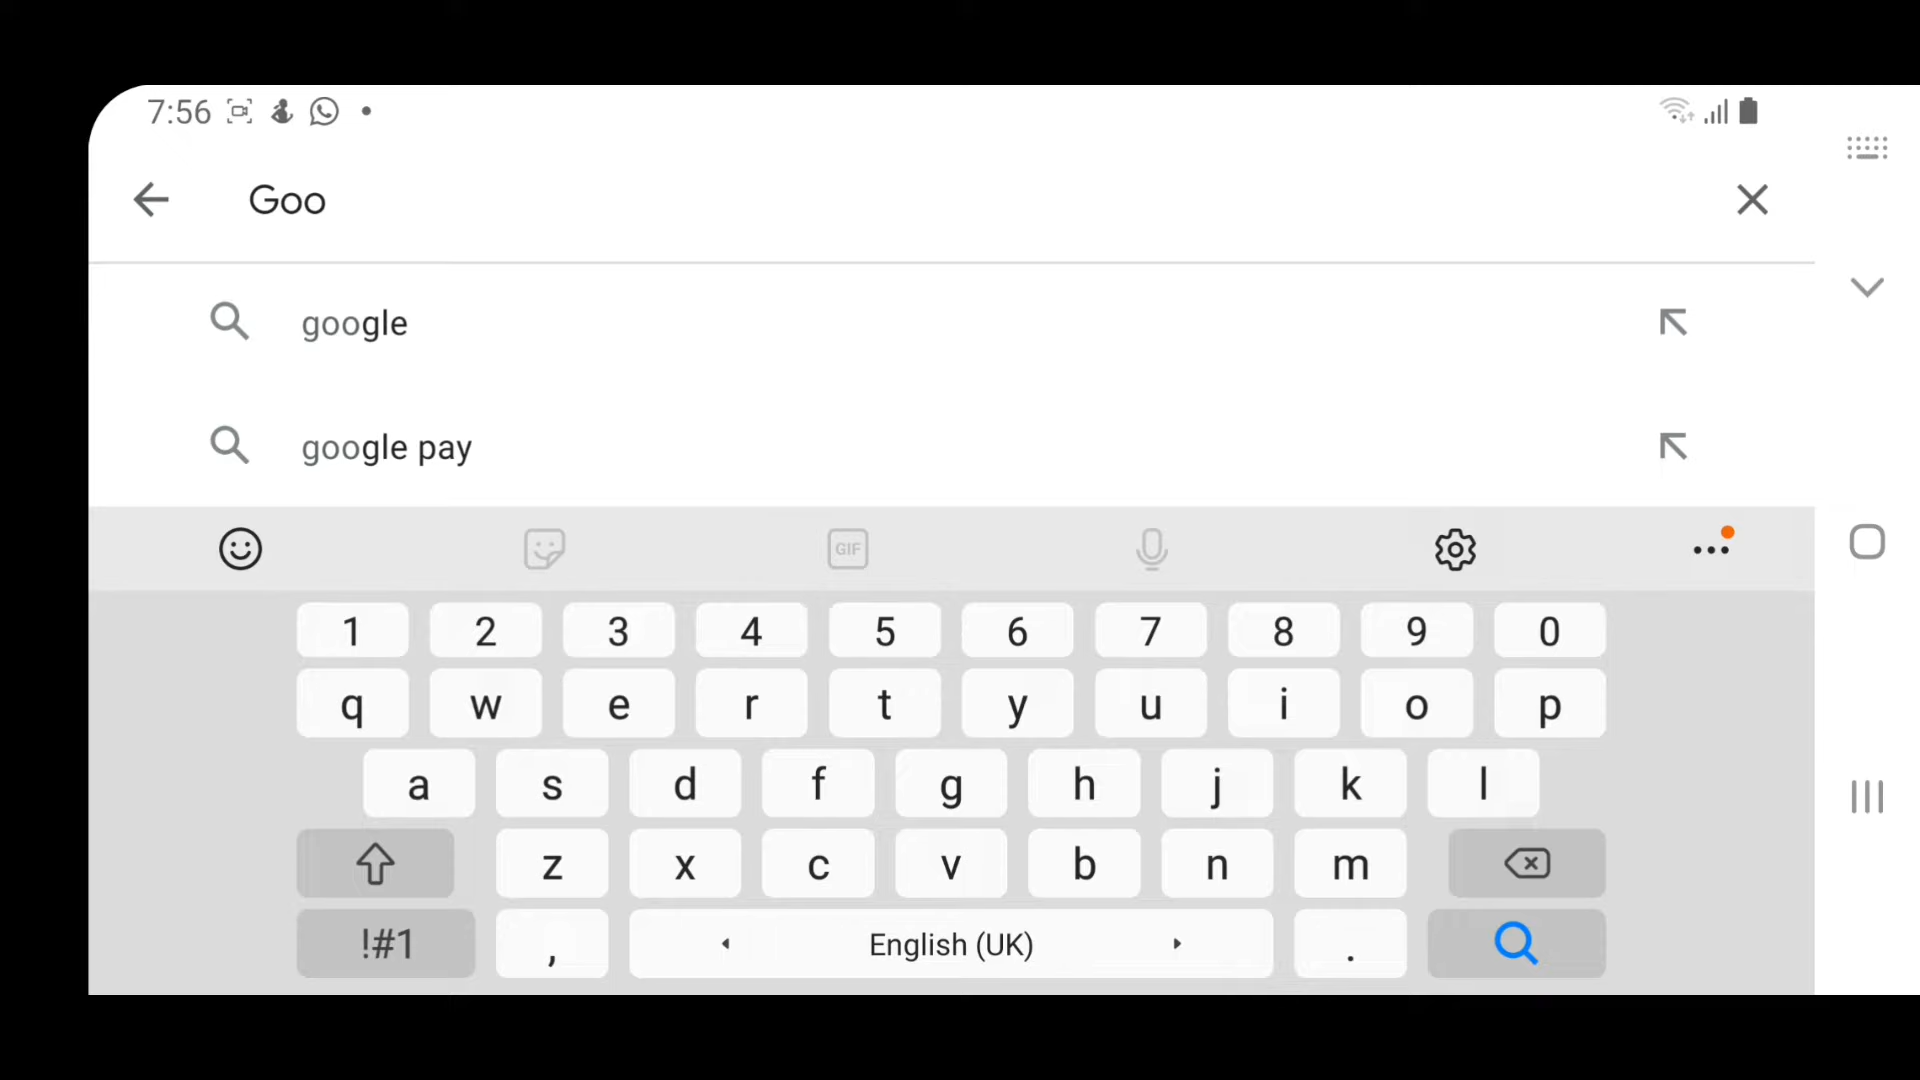 7:56
Goo
google
google pay
GIF
1 2 3 4 5 6 7 8 9 0
q w e r t y u i o p
a s d f g h j k l
z x c v b n m
!#1 , English (UK) .